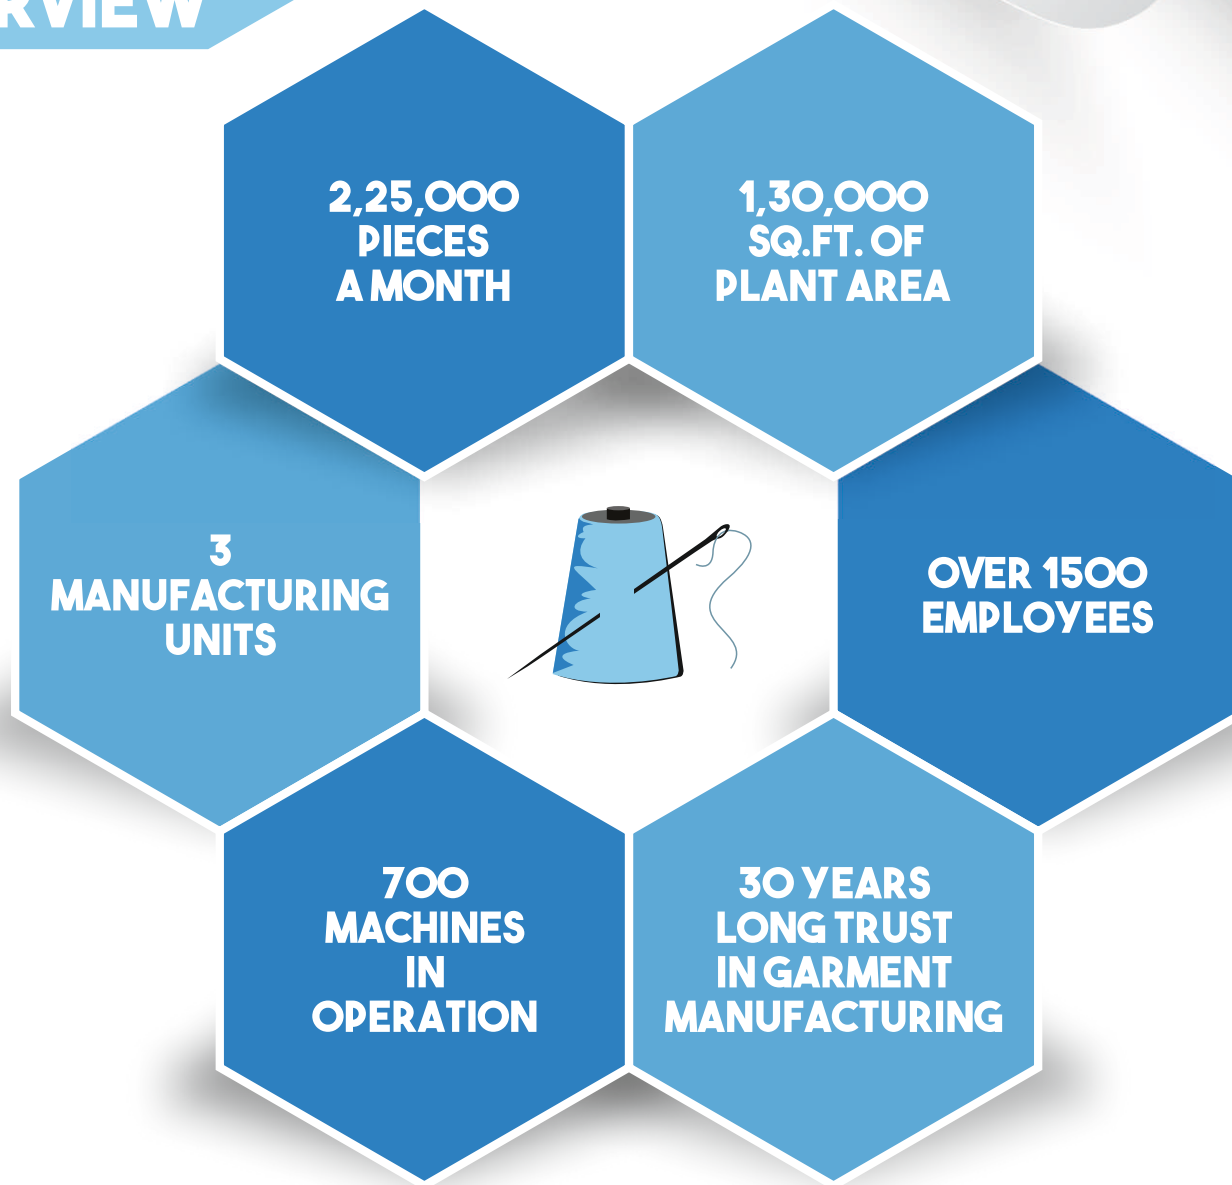 RVIEW
2,25,000
PIECES
A MONTH
1,30,000
SQ.FT. OF
PLANT AREA
3
MANUFACTURING
UNITS
OVER 1500
EMPLOYEES
700
MACHINES
IN
OPERATION
30 YEARS
LONG TRUST
IN GARMENT
MANUFACTURING